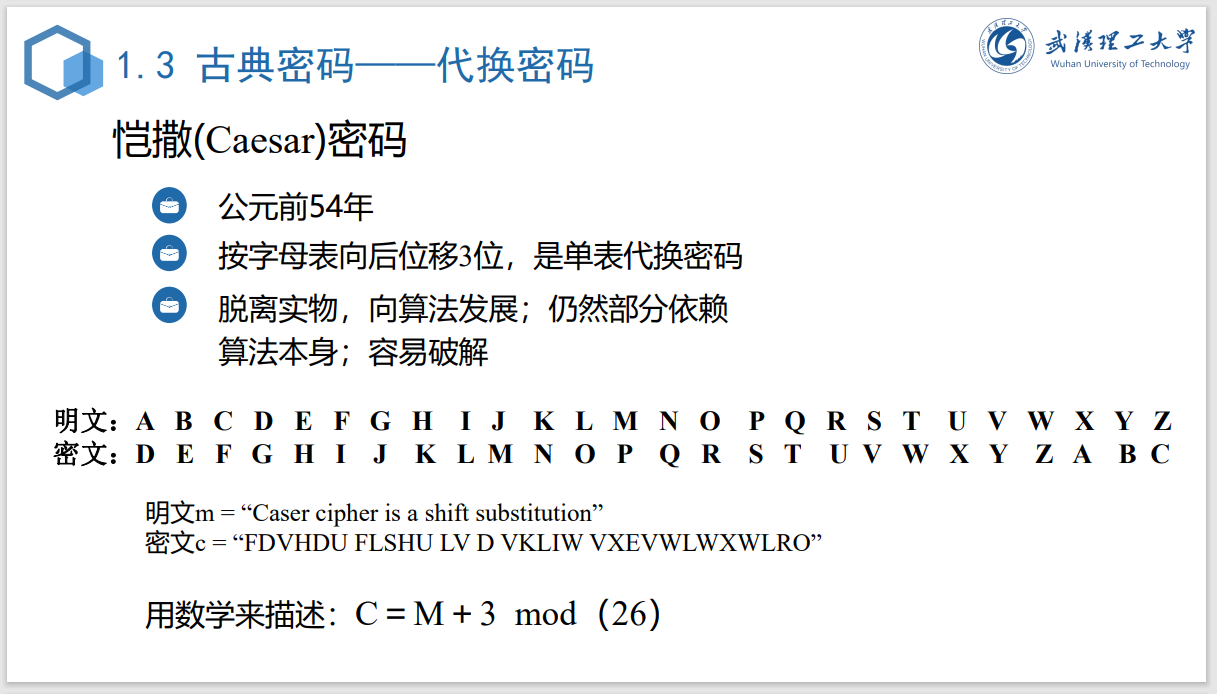 1.3 古典密码——代换密码
武汉理工大学
Wuhan University of Technology
恺撒(Caesar)密码
公元前54年
按字母表向后位移3位，是单表代换密码
脱离实物，向算法发展；仍然部分依赖
算法本身；容易破解
明文：A B C D E F G H I J K L M N O P Q R S T U V W X Y Z
密文：D E F G H I J K L M N O P Q R S T U V W X Y Z A B C
明文m = “Caser cipher is a shift substitution”
密文c = “FDVHDU FLSHU LV D VKLIW VXEVWLWXWLRO”
用数学来描述：C = M + 3 mod（26）